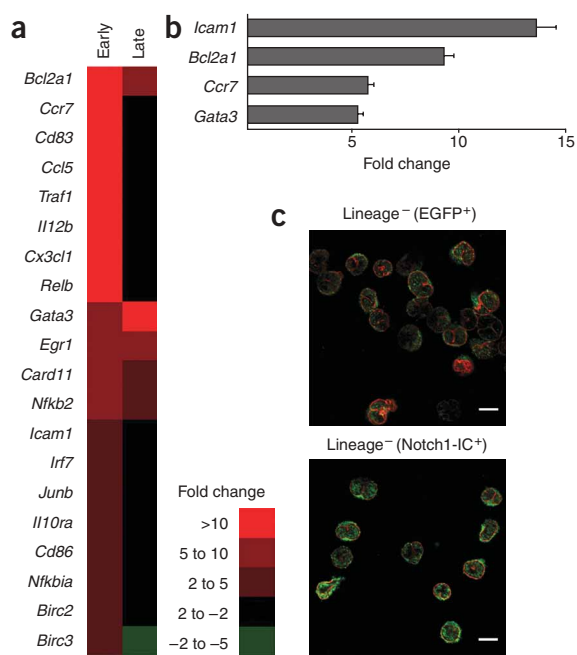 a
Early
Late
Bcl2a1
Ccr7
Cd83
Ccl5
Traf1
Il12b
Cx3cl1
Relb
Gata3
Egr1
Card11
Nfkb2
Icam1
Irf7
Junb
Il10ra
Cd86
Nfkbia
Birc2
Birc3
Fold change
>10
5 to 10
2 to 5
2 to −2
−2 to −5
b
Icam1
Bcl2a1
Ccr7
Gata3
5 10 15
Fold change
c
Lineage⁻ (EGFP⁺)
Lineage⁻ (Notch1-IC⁺)